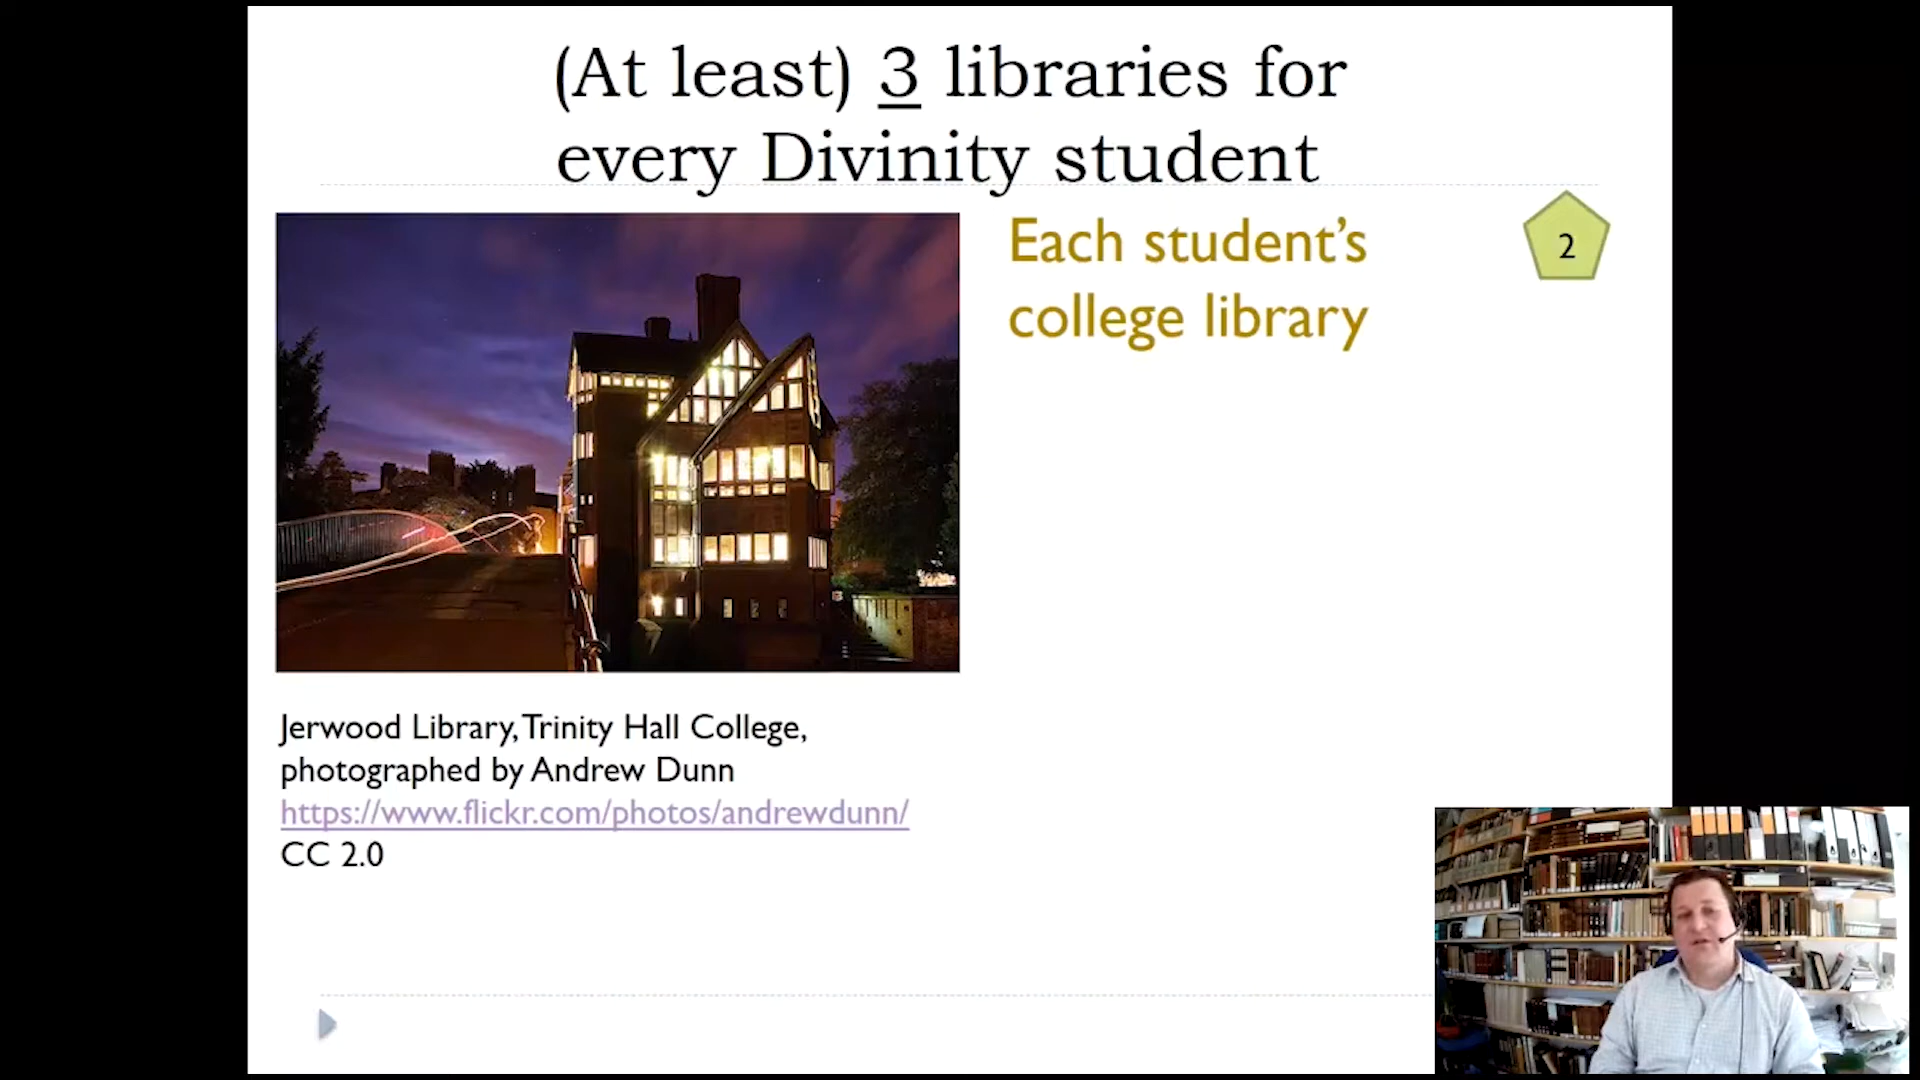 (At least) 3 libraries for
every Divinity student
Each student's
college library
2
Jerwood Library, Trinity Hall College,
photographed by Andrew Dunn
https://www.flickr.com/photos/andrewdunn/
CC 2.0